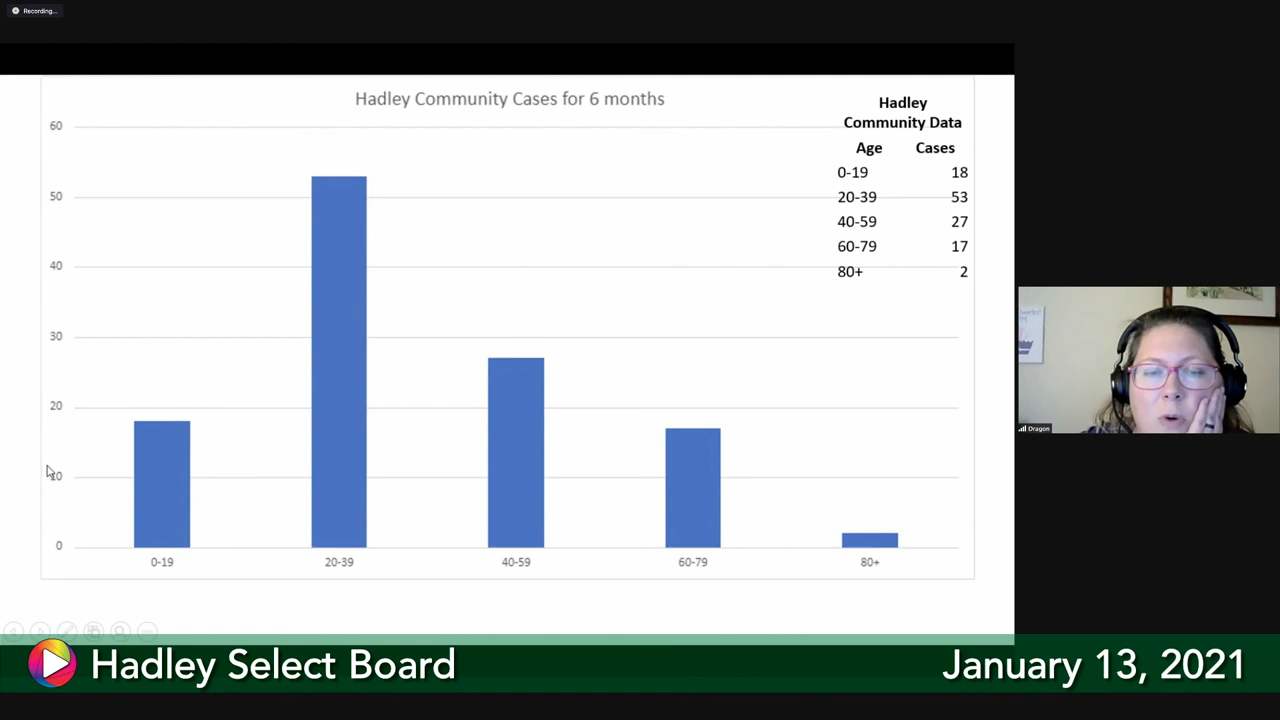 Recording...
Hadley Community Cases for 6 months
60
50
40
30
20
10
0
0-19
20-39
40-59
60-79
80+
Hadley
Community Data
Age Cases
0-19 18
20-39 53
40-59 27
60-79 17
80+ 2
Dragon
Hadley Select Board
January 13, 2021